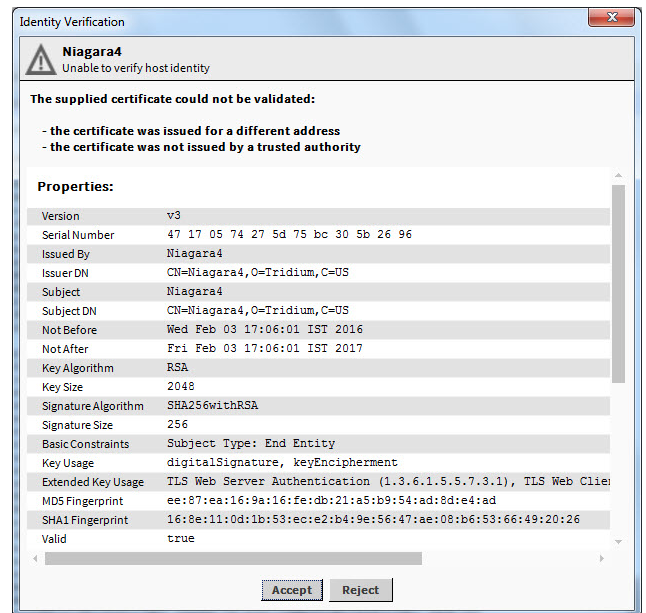 Identity Verification
Niagara4
Unable to verify host identity
The supplied certificate could not be validated:
- the certificate was issued for a different address
- the certificate was not issued by a trusted authority
Properties:
Version v3
Serial Number 47 17 05 74 27 5d 75 bc 30 5b 26 96
Issued By Niagara4
Issuer DN CN=Niagara4,O=Tridium,C=US
Subject Niagara4
Subject DN CN=Niagara4,O=Tridium,C=US
Not Before Wed Feb 03 17:06:01 IST 2016
Not After Fri Feb 03 17:06:01 IST 2017
Key Algorithm RSA
Key Size 2048
Signature Algorithm SHA256withRSA
Signature Size 256
Basic Constraints Subject Type: End Entity
Key Usage digitalSignature, keyEncipherment
Extended Key Usage TLS Web Server Authentication (1.3.6.1.5.5.7.3.1), TLS Web Clie
MD5 Fingerprint ee:87:ea:16:9a:16:fe:db:21:a5:b9:54:ad:8d:e4:ad
SHA1 Fingerprint 16:8e:11:0d:1b:53:ec:e2:b4:9e:56:47:ae:08:b6:53:66:49:20:26
Valid true
Accept Reject